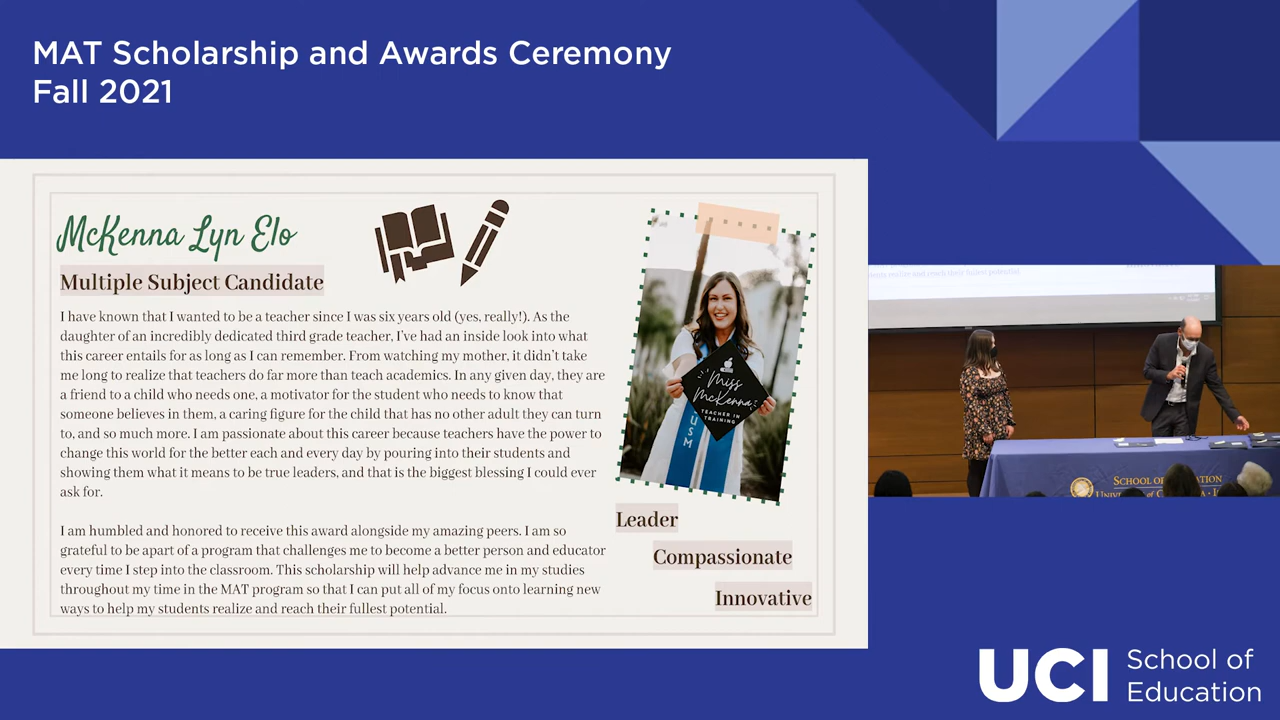 MAT Scholarship and Awards Ceremony
Fall 2021
McKenna Lyn Elo
Multiple Subject Candidate
I have known that I wanted to be a teacher since I was six years old (yes, really!). As the
daughter of an incredibly dedicated third grade teacher, I've had an inside look into what
this career entails for as long as I can remember. From watching my mother, it didn't take
me long to realize that teachers do far more than teach academics. In any given day, they are
a friend to a child who needs one, a motivator for the student who needs to know that
someone believes in them, a caring figure for the child that has no other adult they can turn
to, and so much more. I am passionate about this career because teachers have the power to
change this world for the better each and every day by pouring into their students and
showing them what it means to be true leaders, and that is the biggest blessing I could ever
ask for.
I am humbled and honored to receive this award alongside my amazing peers. I am so
grateful to be apart of a program that challenges me to become a better person and educator
every time I step into the classroom. This scholarship will help advance me in my studies
throughout my time in the MAT program so that I can put all of my focus onto learning new
ways to help my students realize and reach their fullest potential.
Miss
McKenna
TEACHER IN
TRAINING
USM
Leader
Compassionate
Innovative
SCHOOL OF
UCI
School of
Education